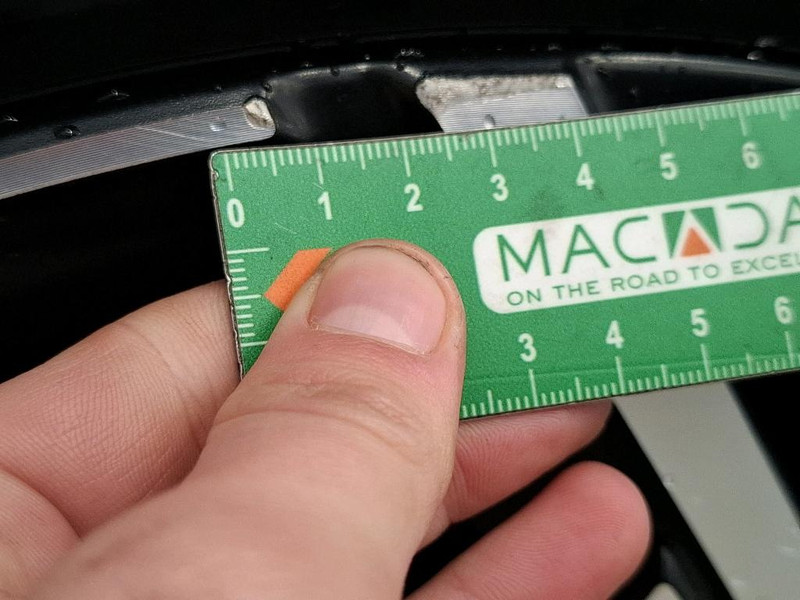 0 1 2 3 4 5 6
MACADA
ON THE ROAD TO EXCEL
3 4 5 6